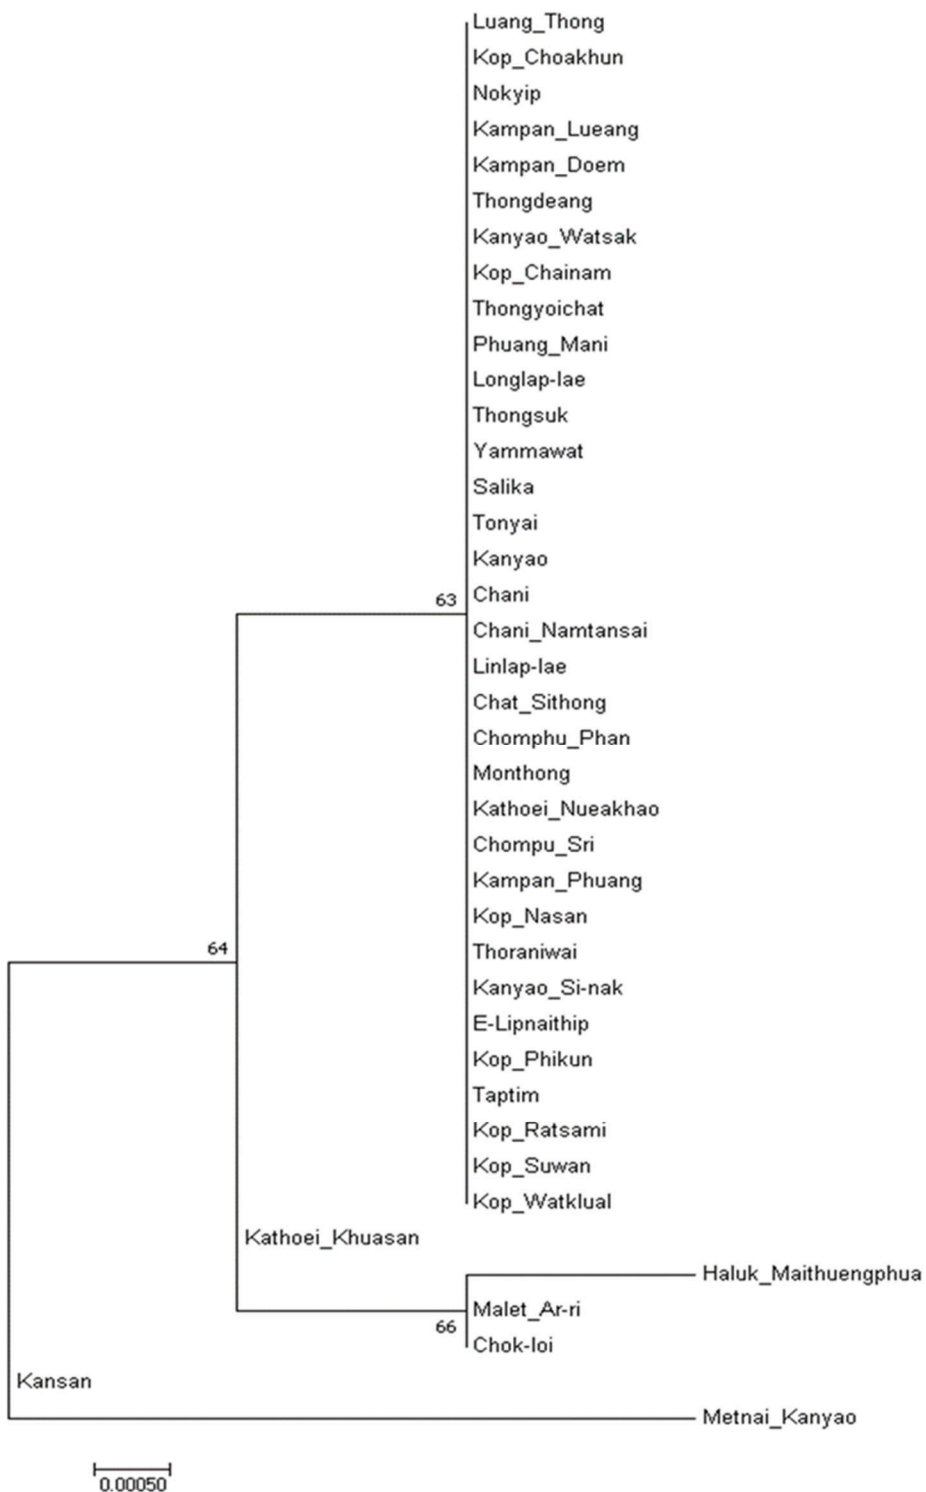 Luang_Thong
Kop_Choakhun
Nokyip
Kampan_Lueang
Kampan_Doem
Thongdeang
Kanyao_Watsak
Kop_Chainam
Thongyoichat
Phuang_Mani
Longlap-lae
Thongsuk
Yammawat
Salika
Tonyai
Kanyao
63
Chani
Chani_Namtansai
Linlap-lae
Chat_Sithong
Chomphu_Phan
Monthong
Kathoei_Nueakhao
Chompu_Sri
Kampan_Phuang
Kop_Nasan
64
Thoraniwai
Kanyao_Si-nak
E-Lipnaithip
Kop_Phikun
Taptim
Kop_Ratsami
Kop_Suwan
Kop_Watklual
Kathoei_Khuasan
Haluk_Maithuengphua
Malet_Ar-ri
66
Chok-loi
Kansan
Metnai_Kanyao
0.00050